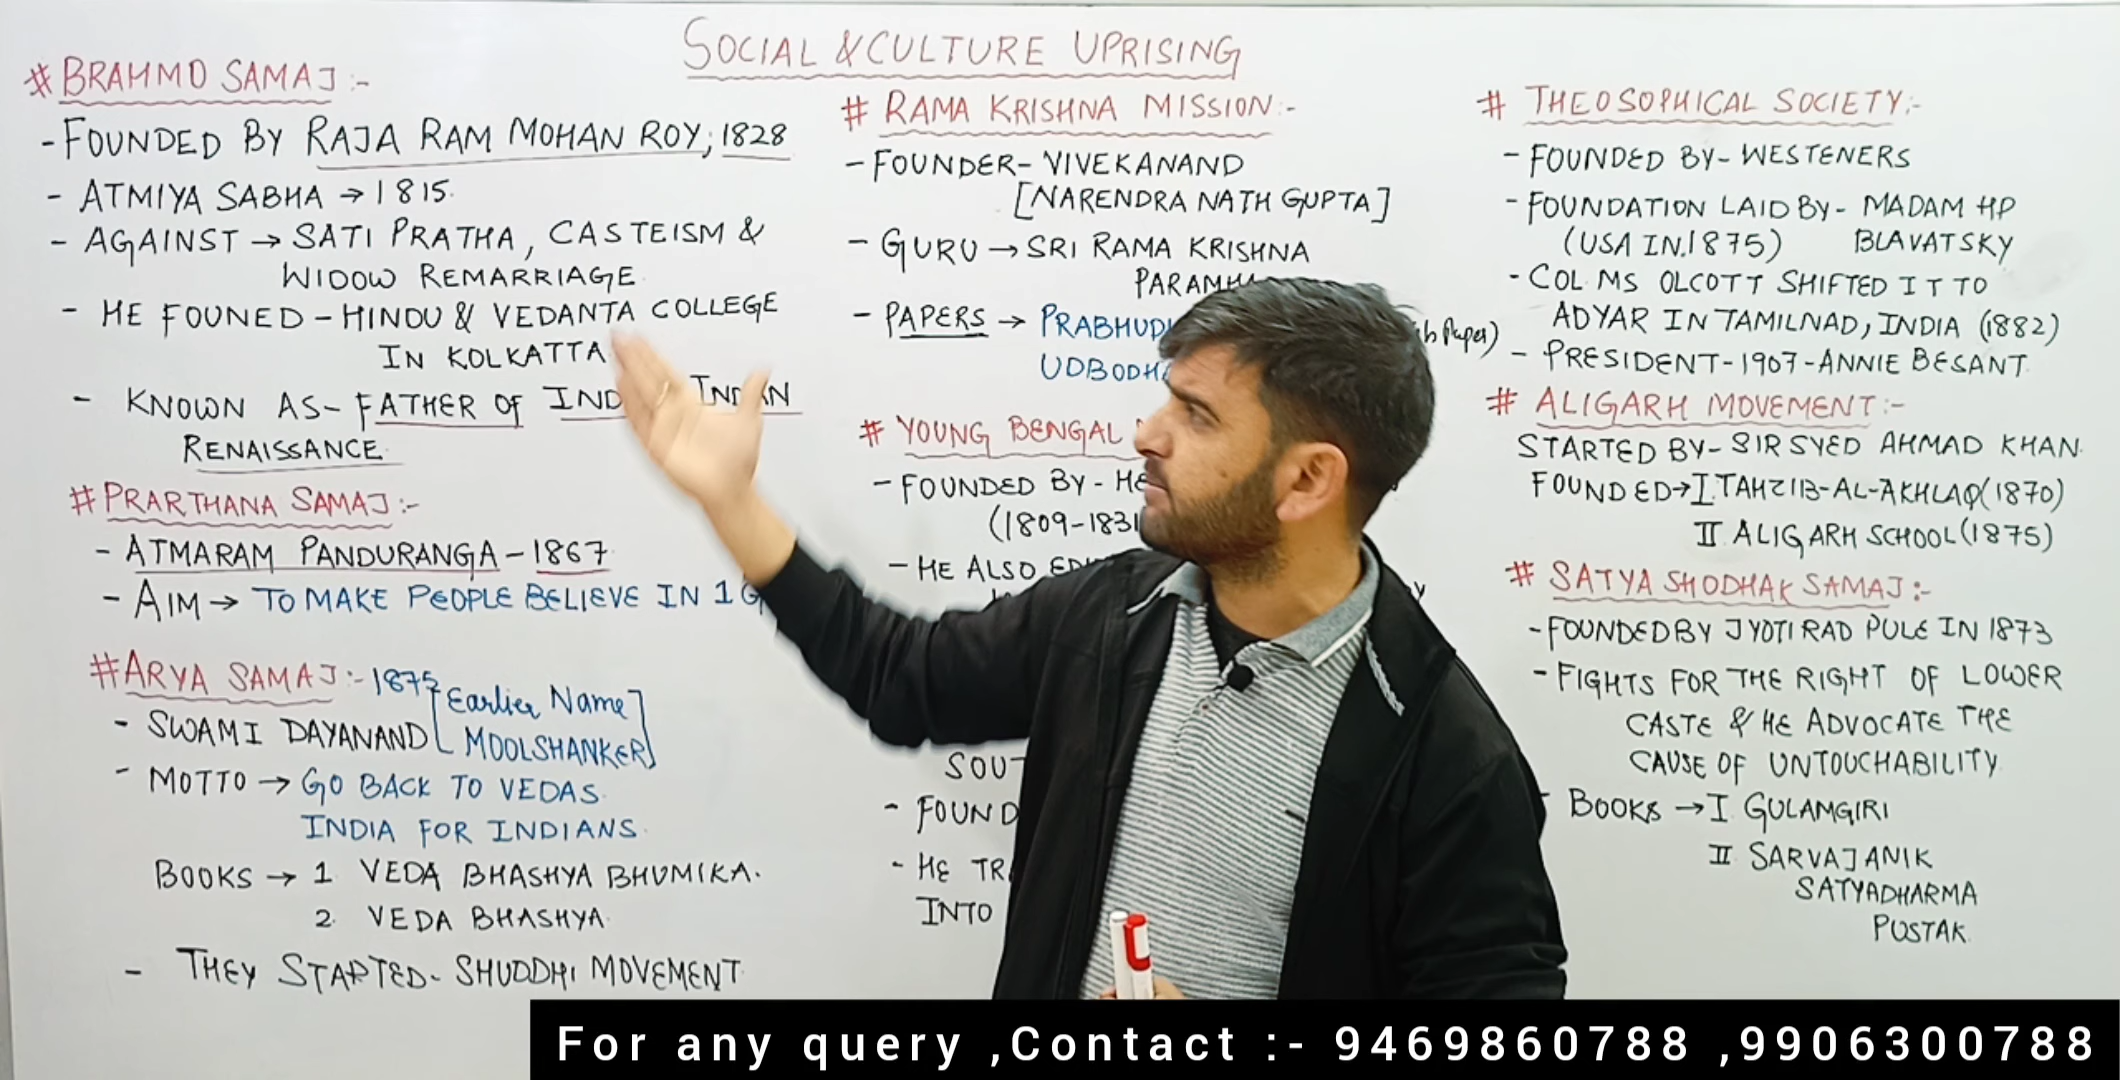 SOCIAL & CULTURE UPRISING
# BRAHMO SAMAJ :-
- FOUNDED BY RAJA RAM MOHAN ROY; 1828
- ATMIYA SABHA → 1815.
- AGAINST → SATI PRATHA, CASTEISM &
WIDOW REMARRIAGE.
- HE FOUNED - HINDU & VEDANTA COLLEGE
IN KOLKATTA
- KNOWN AS - FATHER OF IND INDIAN
RENAISSANCE
# PRARTHANA SAMAJ :-
- ATMARAM PANDURANGA - 1867
- AIM → TO MAKE PEOPLE BELIEVE IN 1 G
# ARYA SAMAJ :- 1875
- SWAMI DAYANAND [Earlier Name
MOOLSHANKER]
- MOTTO → GO BACK TO VEDAS.
INDIA FOR INDIANS.
BOOKS → 1 VEDA BHASHYA BHUMIKA.
2. VEDA BHASHYA.
- THEY STARTED - SHUDDHI MOVEMENT
# RAMA KRISHNA MISSION :-
- FOUNDER - VIVEKANAND
[NARENDRA NATH GUPTA]
- GURU → SRI RAMA KRISHNA
PARAMHA
- PAPERS → PRABHUD
Paper)
UDBODHA
# YOUNG BENGAL
- FOUNDED BY - HE
(1809-1831
- HE ALSO ED
SOUT
- FOUND
- HE TR
INTO
# THEOSOPHICAL SOCIETY :-
- FOUNDED BY - WESTENERS
- FOUNDATION LAID BY - MADAM HP
(USA IN.1875) BLAVATSKY
- COL MS OLCOTT SHIFTED IT TO
ADYAR IN TAMILNAD, INDIA (1882)
- PRESIDENT - 1907 - ANNIE BESANT.
# ALIGARH MOVEMENT :-
STARTED BY - SIR SYED AHMAD KHAN.
FOUNDED → I. TAHZIB-AL-AKHLAQ (1870)
II ALIGARH SCHOOL (1875)
# SATYA SHODHAK SAMAJ :-
- FOUNDED BY JYOTI RAD PULE IN 1873
- FIGHTS FOR THE RIGHT OF LOWER
CASTE & HE ADVOCATE THE
CAUSE OF UNTOUCHABILITY.
- BOOKS → I GULAMGIRI
II SARVAJANIK
SATYADHARMA
PUSTAK.
For any query ,Contact :- 9469860788 ,9906300788